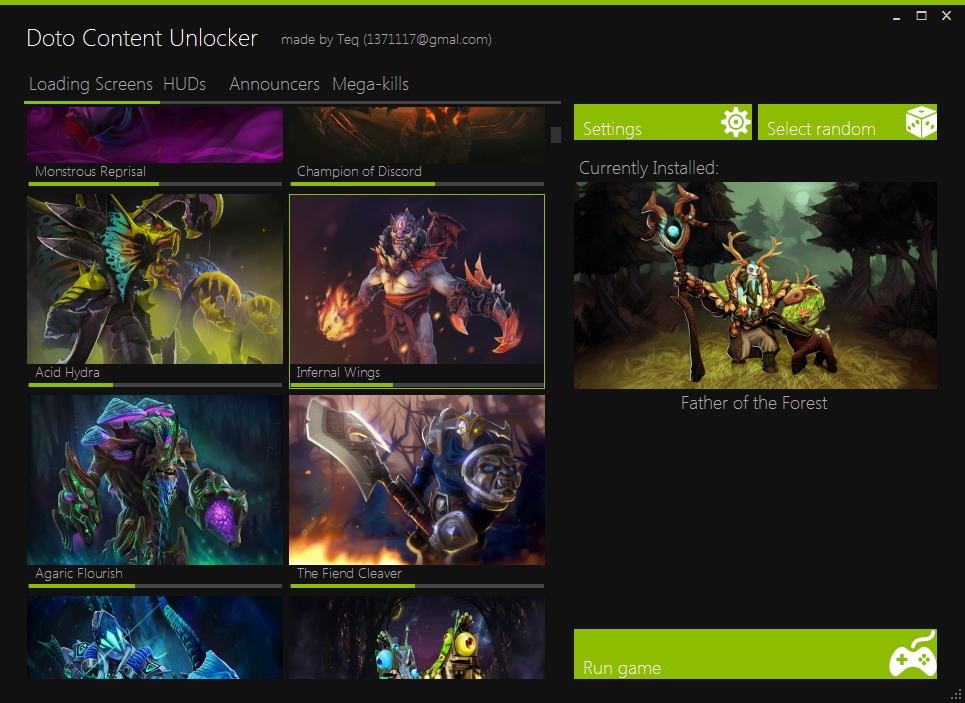 Doto Content Unlocker
made by Teq (1371117@gmal.com)
Loading Screens HUDs Announcers Mega-kills
Settings
Select random
Monstrous Reprisal
Champion of Discord
Currently Installed:
Acid Hydra
Infernal Wings
Father of the Forest
Agaric Flourish
The Fiend Cleaver
Run game